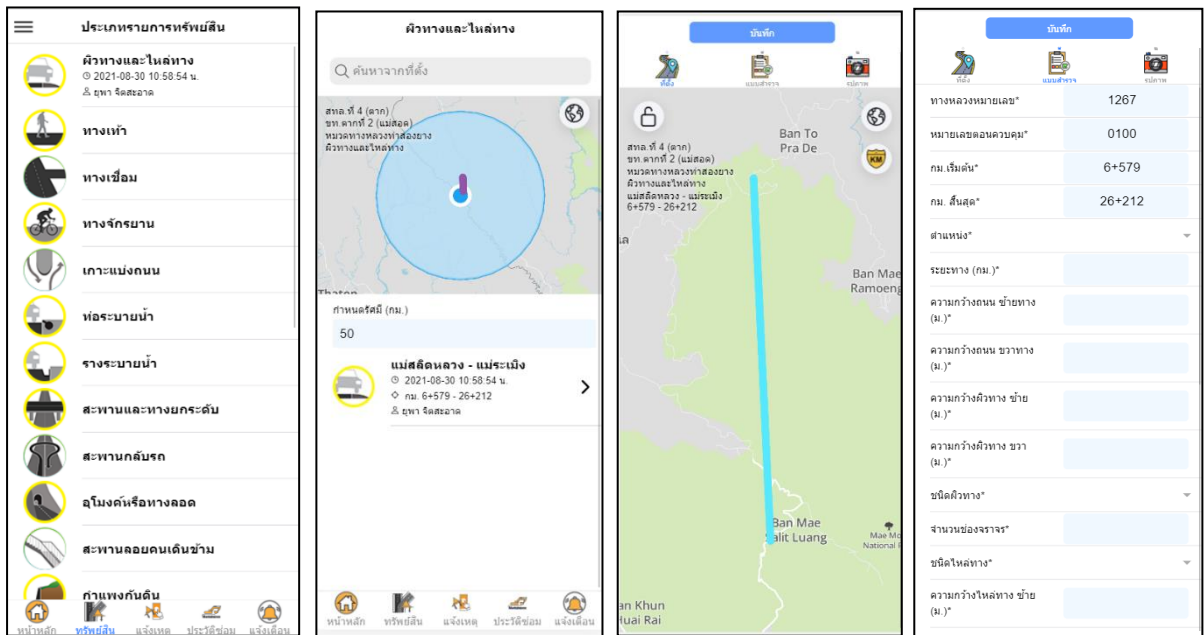 ประเภทรายการทรัพย์สิน
ผิวทางและไหล่ทาง
2021-08-30 10:58:54 น.
ยุพา จิตสะอาด
ทางเท้า
ทางเชื่อม
ทางจักรยาน
เกาะแบ่งถนน
ท่อระบายน้ำ
รางระบายน้ำ
สะพานและทางยกระดับ
สะพานกลับรถ
อุโมงค์หรือทางลอด
สะพานลอยคนเดินข้าม
กำแพงกันดิน
หน้าหลัก ทรัพย์สิน แจ้งเหตุ ประวัติซ่อม แจ้งเตือน
ผิวทางและไหล่ทาง
ค้นหาจากที่ตั้ง
สทล.ที่ 4 (ตาก)
ขท.ตากที่ 2 (แม่สอด)
หมวดทางหลวงท่าสองยาง
ผิวทางและไหล่ทาง
Thaton
กำหนดรัศมี (กม.)
50
แม่สลิดหลวง - แม่ระเมิง
2021-08-30 10:58:54 น.
กม. 6+579 - 26+212
ยุพา จิตสะอาด
หน้าหลัก ทรัพย์สิน แจ้งเหตุ ประวัติซ่อม แจ้งเตือน
บันทึก
ที่ตั้ง แบบสำรวจ รูปภาพ
สทล.ที่ 4 (ตาก)
ขท.ตากที่ 2 (แม่สอด)
หมวดทางหลวงท่าสองยาง
ผิวทางและไหล่ทาง
แม่สลิดหลวง - แม่ระเมิง
6+579 - 26+212
Ban To
Pra De
KM
ล
Ban Mae
Ramoeng
Ban Mae
Salit Luang
Mae Mo
National
an Khun
Huai Rai
บันทึก
ที่ตั้ง แบบสำรวจ รูปภาพ
ทางหลวงหมายเลข* 1267
หมายเลขตอนควบคุม* 0100
กม.เริ่มต้น* 6+579
กม. สิ้นสุด* 26+212
ตำแหน่ง*
ระยะทาง (กม.)*
ความกว้างถนน ซ้ายทาง
(ม.)*
ความกว้างถนน ขวาทาง
(ม.)*
ความกว้างผิวทาง ซ้าย
(ม.)*
ความกว้างผิวทาง ขวา
(ม.)*
ชนิดผิวทาง*
จำนวนช่องจราจร*
ชนิดไหล่ทาง*
ความกว้างไหล่ทาง ซ้าย
(ม.)*